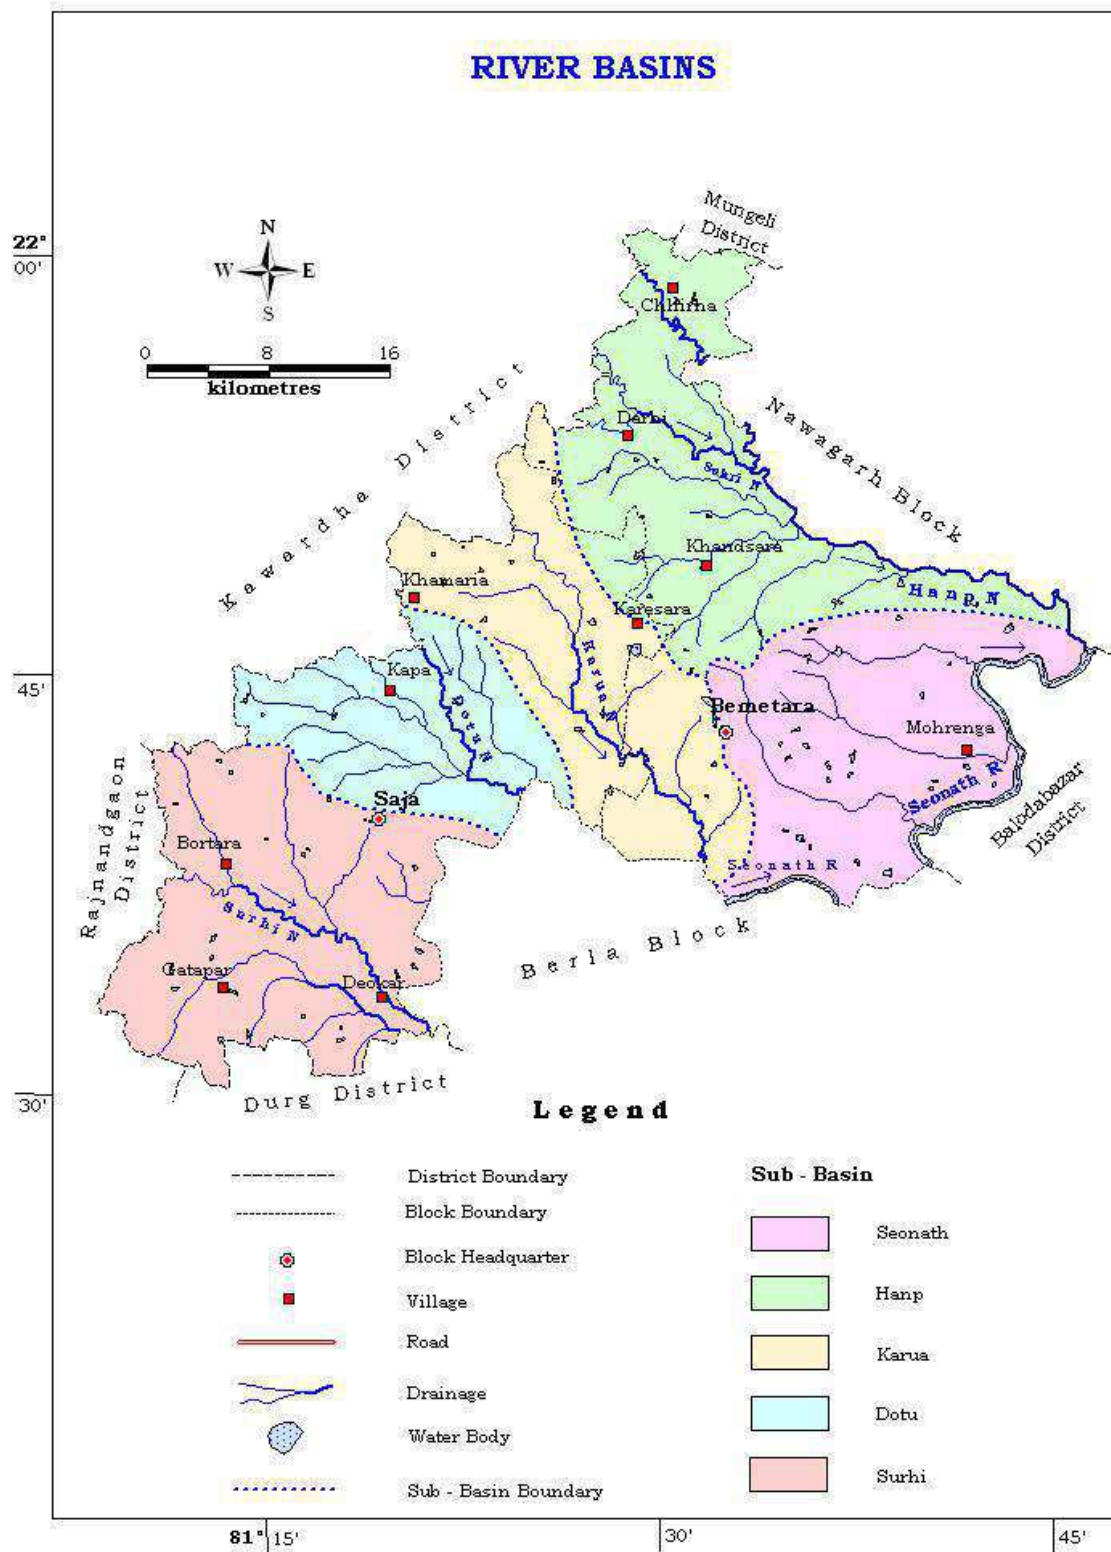 RIVER BASINS
Mungeli
District
N
W E
S
22°
00'
0 8 16
kilometres
Chhirha
Kawardha District
Nawagarh Block
Darhi
Sakri N
Khandsara
Khamaria
Hanp N
Karesara
Karua N
45'
Kapa
Dotu N
Bemetara
Mohrenga
Seonath R
Balodabazar
District
Rajnandgaon
District
Saja
Bortara
Seonath R
Surhi N
Berla Block
Gatapar
Deokar
Durg District
30'
Legend
District Boundary
Block Boundary
Block Headquarter
Village
Road
Drainage
Water Body
Sub - Basin Boundary
Sub - Basin
Seonath
Hanp
Karua
Dotu
Surhi
81° 15' 30' 45'